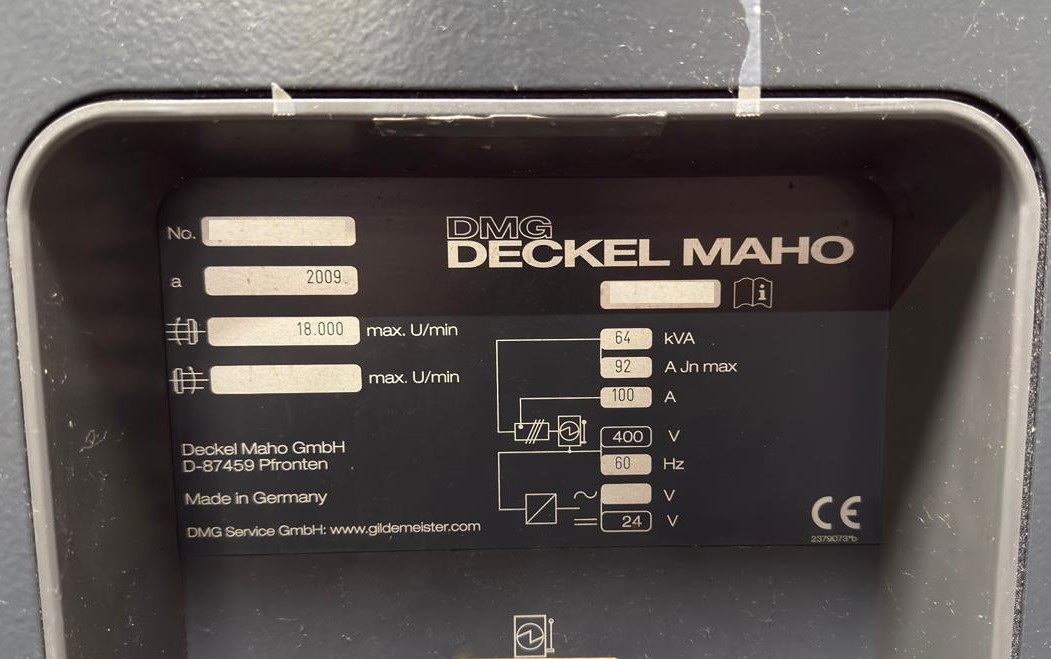 No.
DMG
DECKEL MAHO
a 2009
18.000 max. U/min
max. U/min
64 kVA
92 A Jn max
100 A
400 V
60 Hz
V
24 V
Deckel Maho GmbH
D-87459 Pfronten
Made in Germany
DMG Service GmbH: www.gildemeister.com
CE
2379073*b